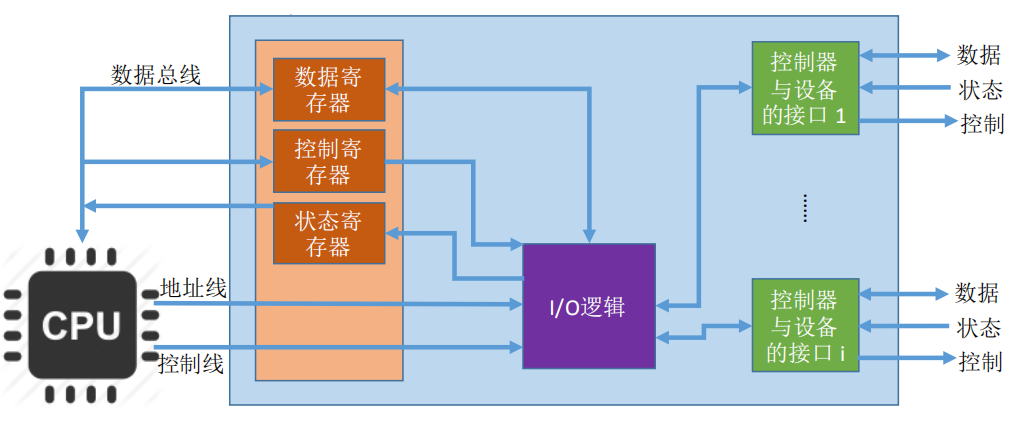 数据总线
数据寄
存器
控制寄
存器
状态寄
存器
地址线
CPU
控制线
I/O逻辑
控制器
与设备
的接口 1
数据
状态
控制
......
控制器
与设备
的接口 i
数据
状态
控制